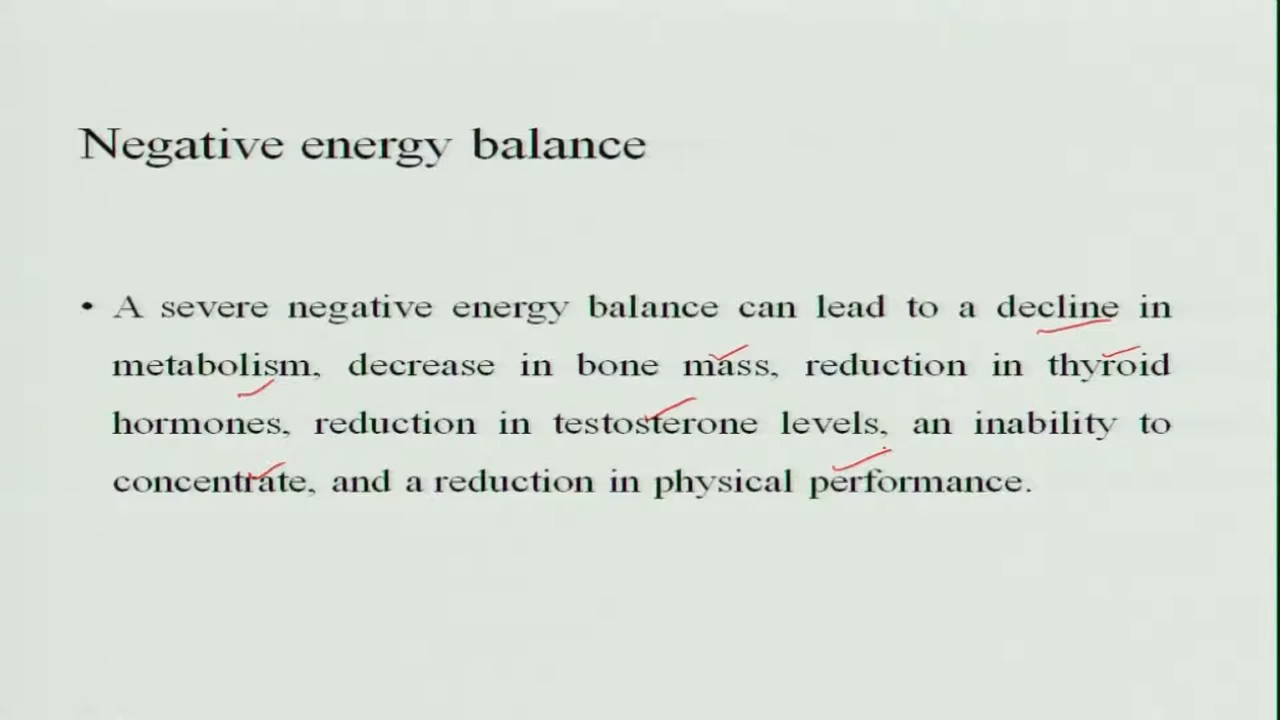 Negative energy balance
• A severe negative energy balance can lead to a decline in
metabolism, decrease in bone mass, reduction in thyroid
hormones, reduction in testosterone levels, an inability to
concentrate, and a reduction in physical performance.